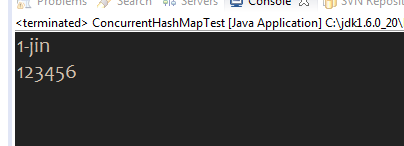 Problems Search Servers Console SVN Reposit
<terminated> ConcurrentHashMapTest [Java Application] C:\jdk1.6.0_20\
1-jin
123456